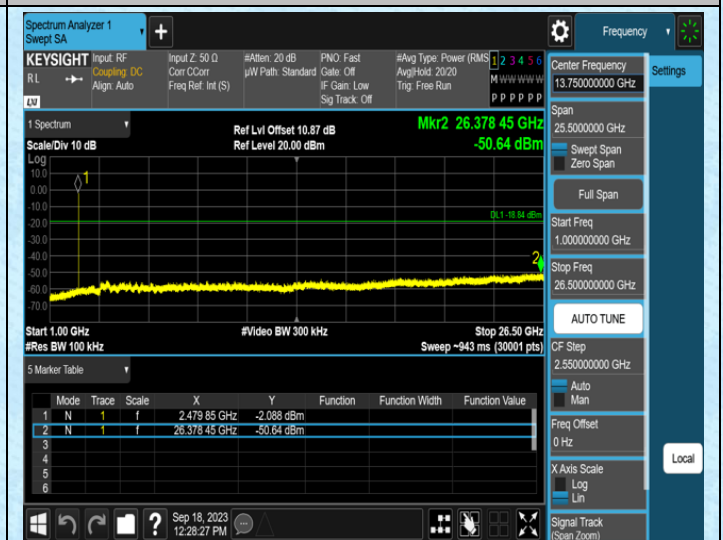 Spectrum Analyzer 1
Swept SA
+
Frequency
KEYSIGHT
RL
LXI
Input: RF
Coupling: DC
Align: Auto
Input Z: 50 Ω
Corr CCorr
Freq Ref: Int (S)
#Atten: 20 dB
µW Path: Standard
PNO: Fast
Gate: Off
IF Gain: Low
Sig Track: Off
#Avg Type: Power (RMS
Avg|Hold: 20/20
Trig: Free Run
1 2 3 4 5 6
M W W W W W
P P P P P P
Center Frequency
13.750000000 GHz
Settings
1 Spectrum
Scale/Div 10 dB
Ref Lvl Offset 10.87 dB
Ref Level 20.00 dBm
Mkr2 26.378 45 GHz
-50.64 dBm
Span
25.5000000 GHz
Swept Span
Zero Span
Log
10.0
0.00
-10.0
-20.0
-30.0
-40.0
-50.0
-60.0
-70.0
1
DL1 -18.84 dBm
2
Full Span
Start Freq
1.000000000 GHz
Stop Freq
26.500000000 GHz
AUTO TUNE
Start 1.00 GHz
#Video BW 300 kHz
Stop 26.50 GHz
#Res BW 100 kHz
Sweep ~943 ms (30001 pts)
CF Step
2.550000000 GHz
Auto
Man
5 Marker Table
Mode Trace Scale X Y Function Function Width Function Value
1 N 1 f 2.479 85 GHz -2.088 dBm
2 N 1 f 26.378 45 GHz -50.64 dBm
3
4
5
6
Freq Offset
0 Hz
X Axis Scale
Log
Lin
Local
Signal Track
(Span Zoom)
?
Sep 18, 2023
12:28:27 PM